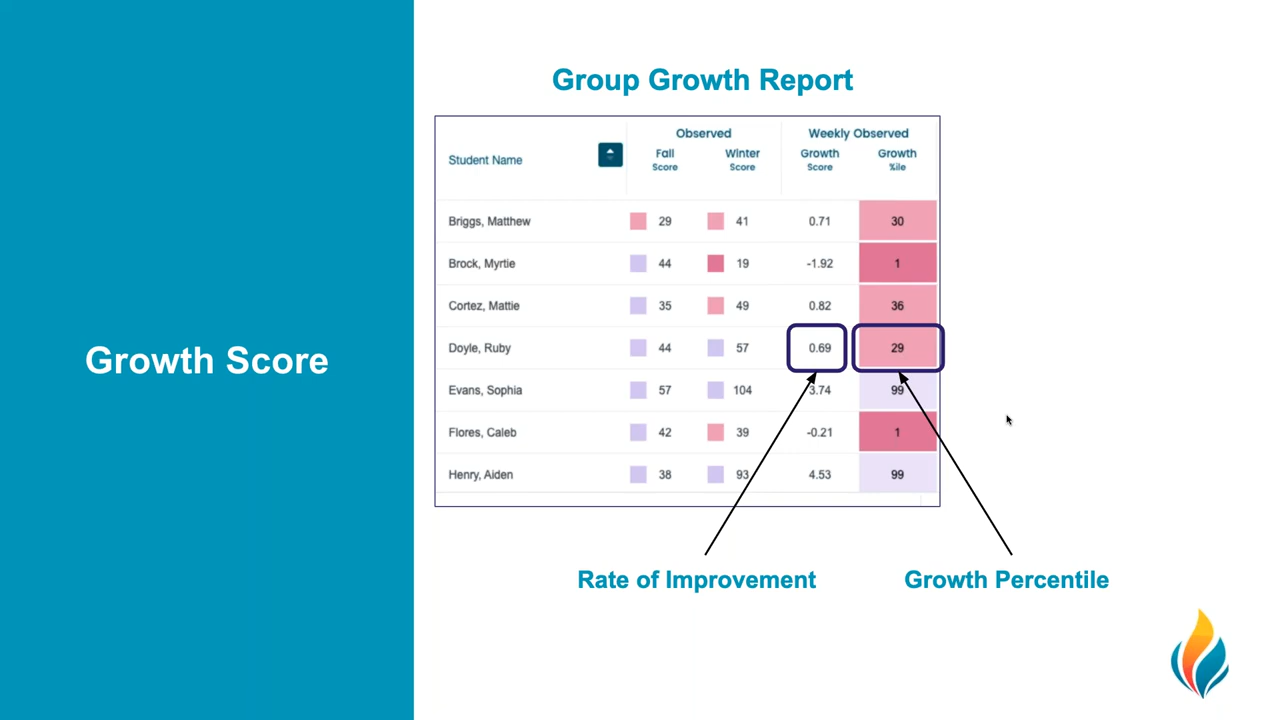 Growth Score
Group Growth Report
Observed Weekly Observed
Student Name Fall Score Winter Score Growth Score Growth %ile
Briggs, Matthew 29 41 0.71 30
Brock, Myrtie 44 19 -1.92 1
Cortez, Mattie 35 49 0.82 36
Doyle, Ruby 44 57 0.69 29
Evans, Sophia 57 104 3.74 99
Flores, Caleb 42 39 -0.21 1
Henry, Aiden 38 93 4.53 99
Rate of Improvement Growth Percentile